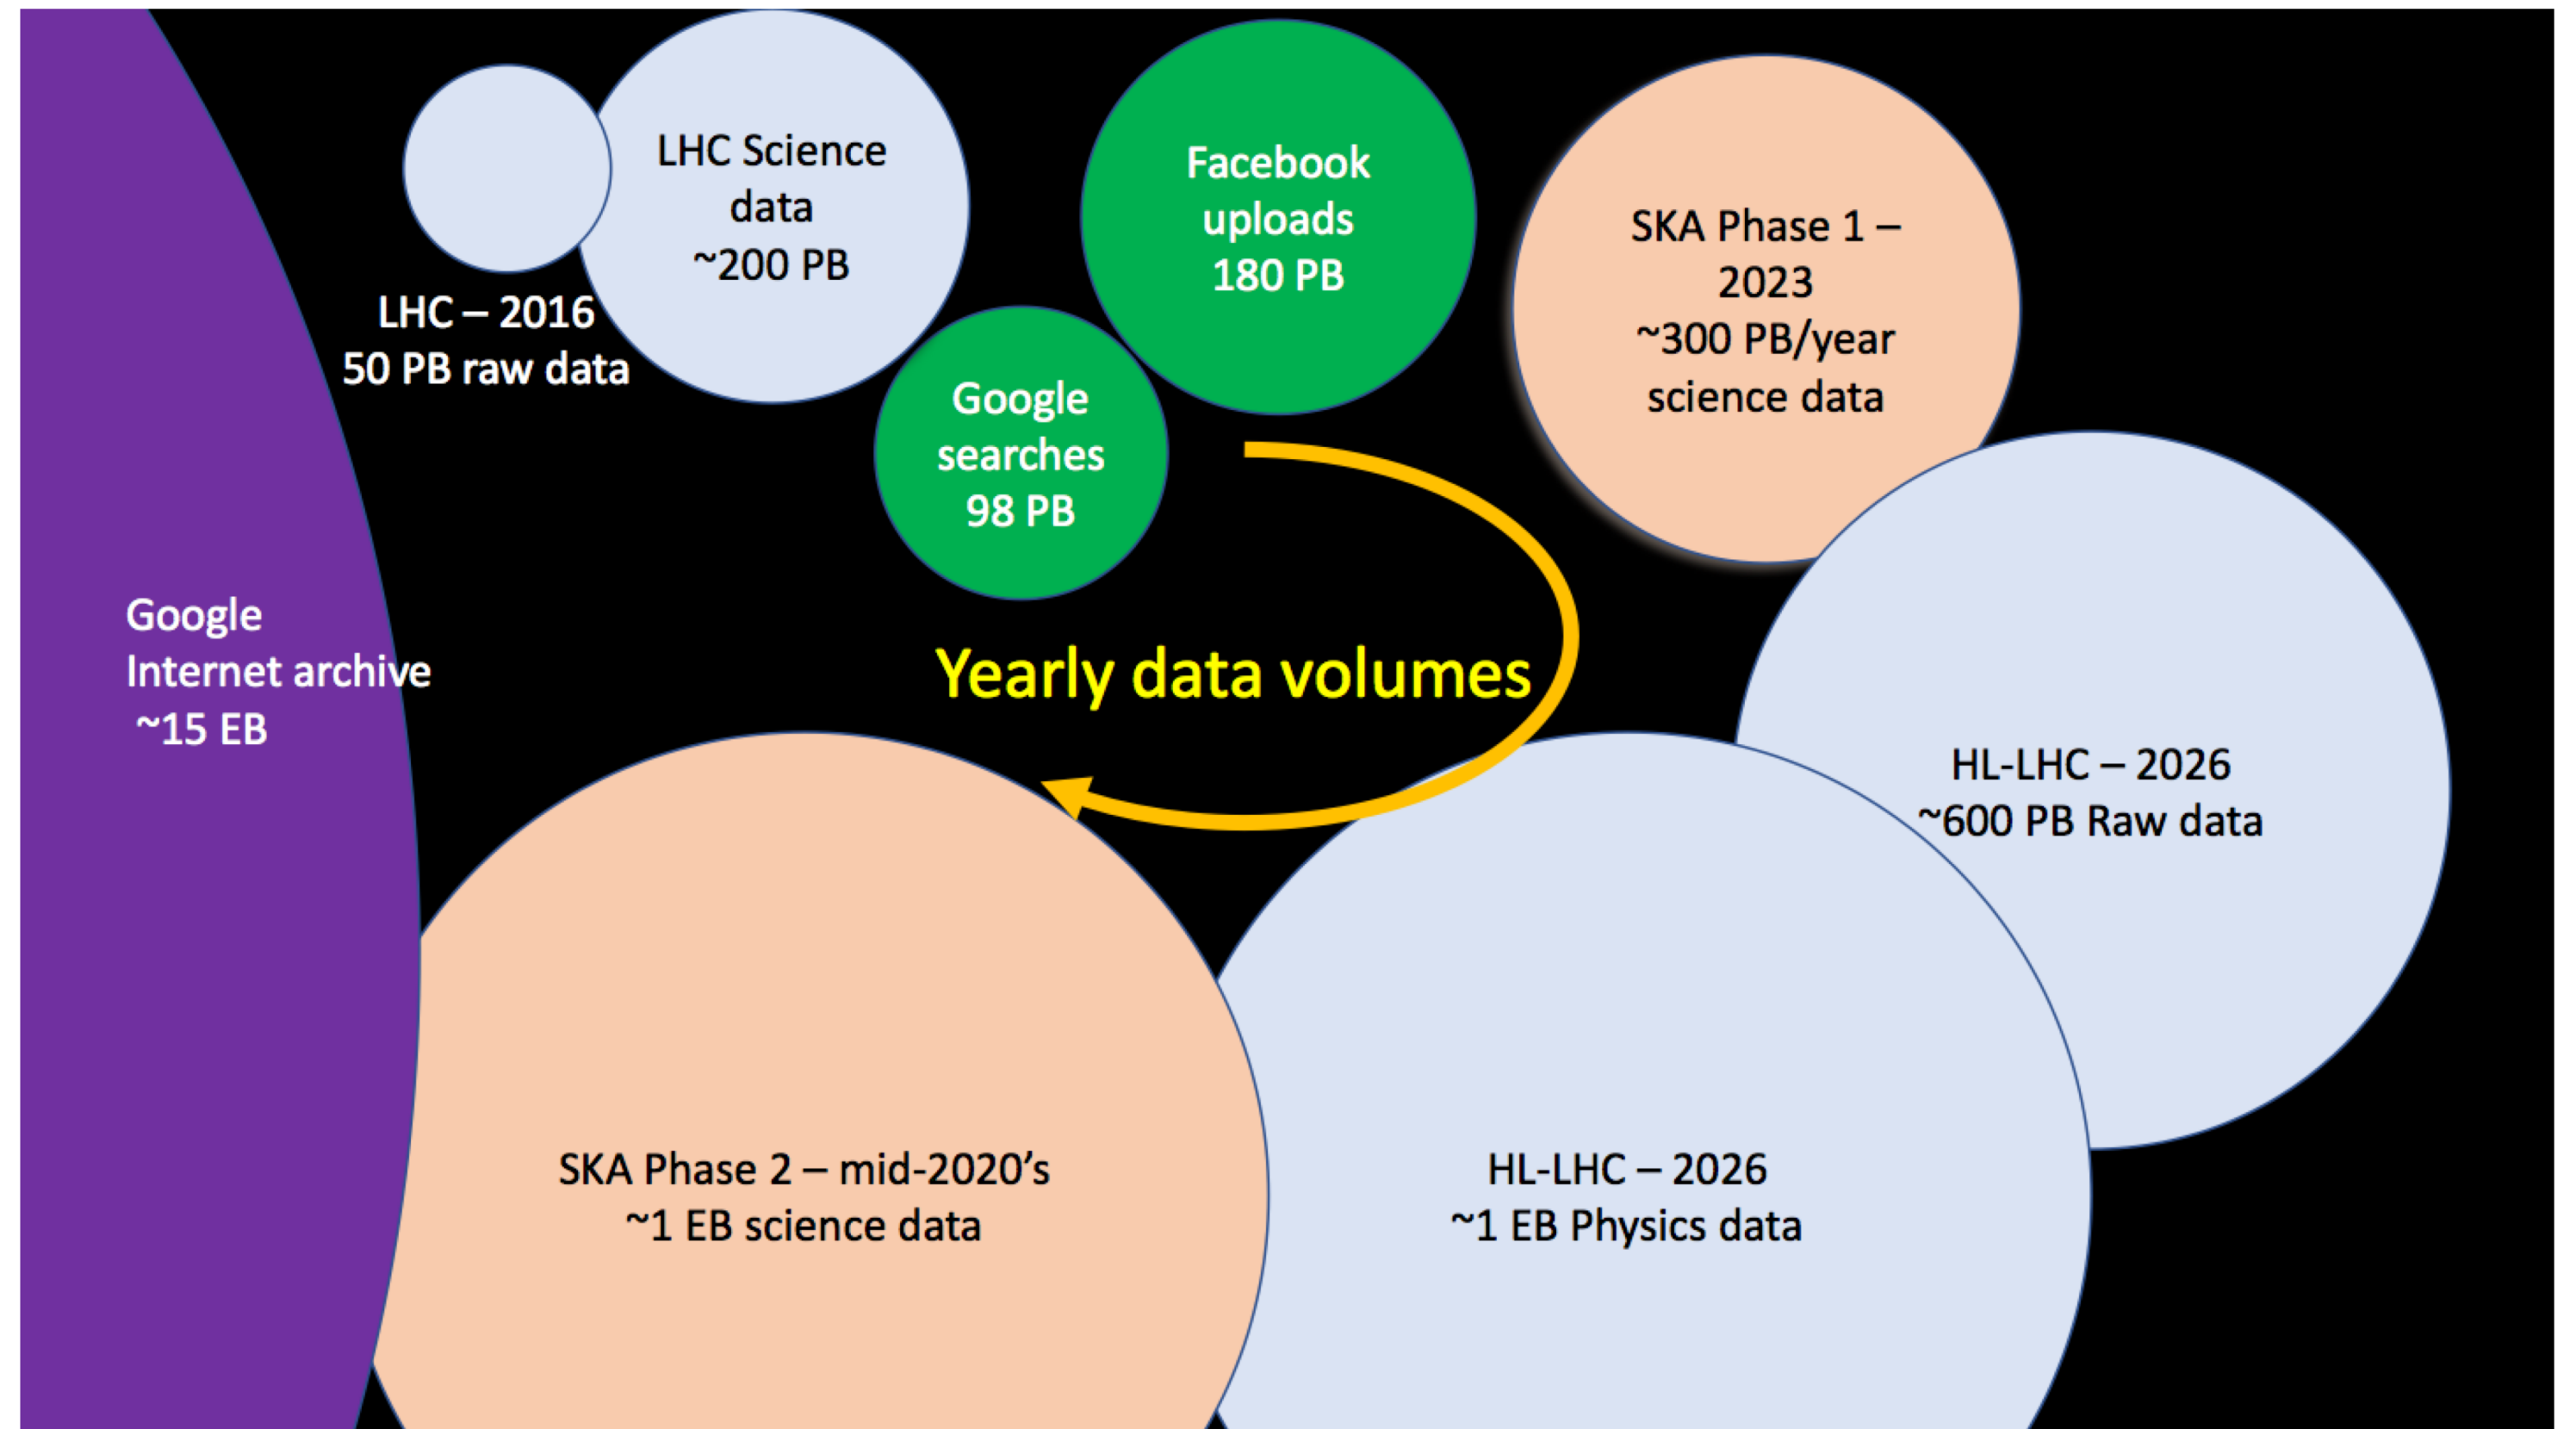 LHC Science
data
~200 PB
LHC – 2016
50 PB raw data
Facebook
uploads
180 PB
Google
searches
98 PB
SKA Phase 1 –
2023
~300 PB/year
science data
Google
Internet archive
~15 EB
Yearly data volumes
HL-LHC – 2026
~600 PB Raw data
SKA Phase 2 – mid-2020’s
~1 EB science data
HL-LHC – 2026
~1 EB Physics data